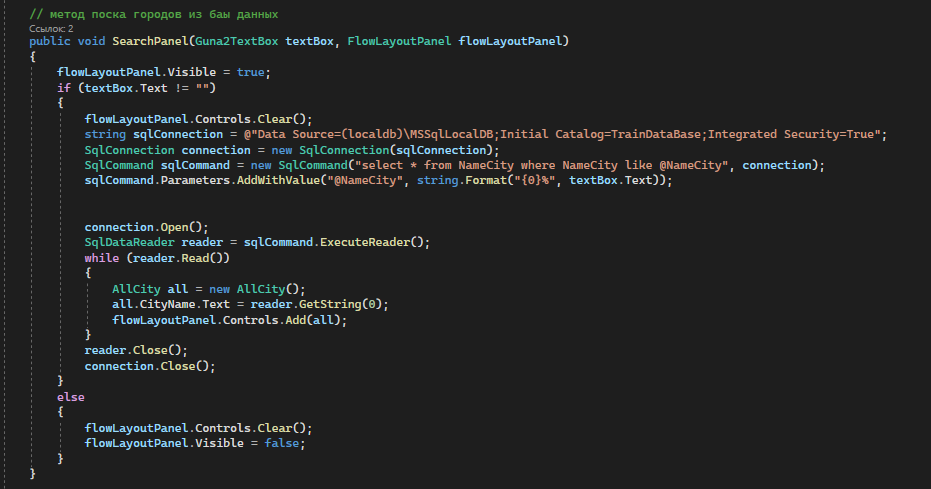 // метод поска городов из баы данных
Ссылок: 2
public void SearchPanel(Guna2TextBox textBox, FlowLayoutPanel flowLayoutPanel)
{
flowLayoutPanel.Visible = true;
if (textBox.Text != "")
{
flowLayoutPanel.Controls.Clear();
string sqlConnection = @"Data Source=(localdb)\MSSqlLocalDB;Initial Catalog=TrainDataBase;Integrated Security=True";
SqlConnection connection = new SqlConnection(sqlConnection);
SqlCommand sqlCommand = new SqlCommand("select * from NameCity where NameCity like @NameCity", connection);
sqlCommand.Parameters.AddWithValue("@NameCity", string.Format("{0}%", textBox.Text));
connection.Open();
SqlDataReader reader = sqlCommand.ExecuteReader();
while (reader.Read())
{
AllCity all = new AllCity();
all.CityName.Text = reader.GetString(0);
flowLayoutPanel.Controls.Add(all);
}
reader.Close();
connection.Close();
}
else
{
flowLayoutPanel.Controls.Clear();
flowLayoutPanel.Visible = false;
}
}